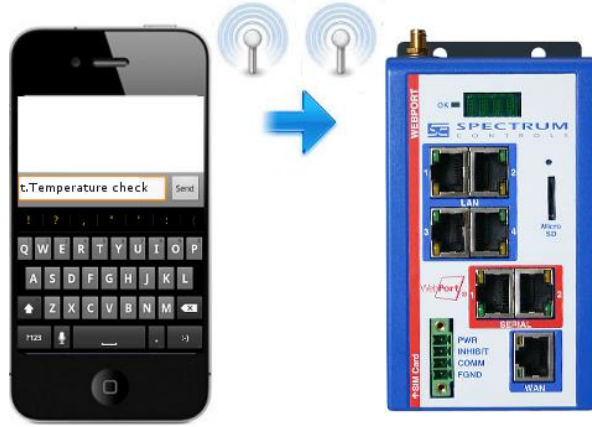 t.Temperature check
Send
! ? , " ' : (
Q W E R T Y U I O P
A S D F G H J K L
Z X C V B N M
?123 . :-)
WEBPORT
OK
SPECTRUM
CONTROLS
1 2
LAN
3 4
Micro
SD
WebPort
1 2
SERIAL
PWR
INHIBIT
COMM
FGND
SIM Card
WAN